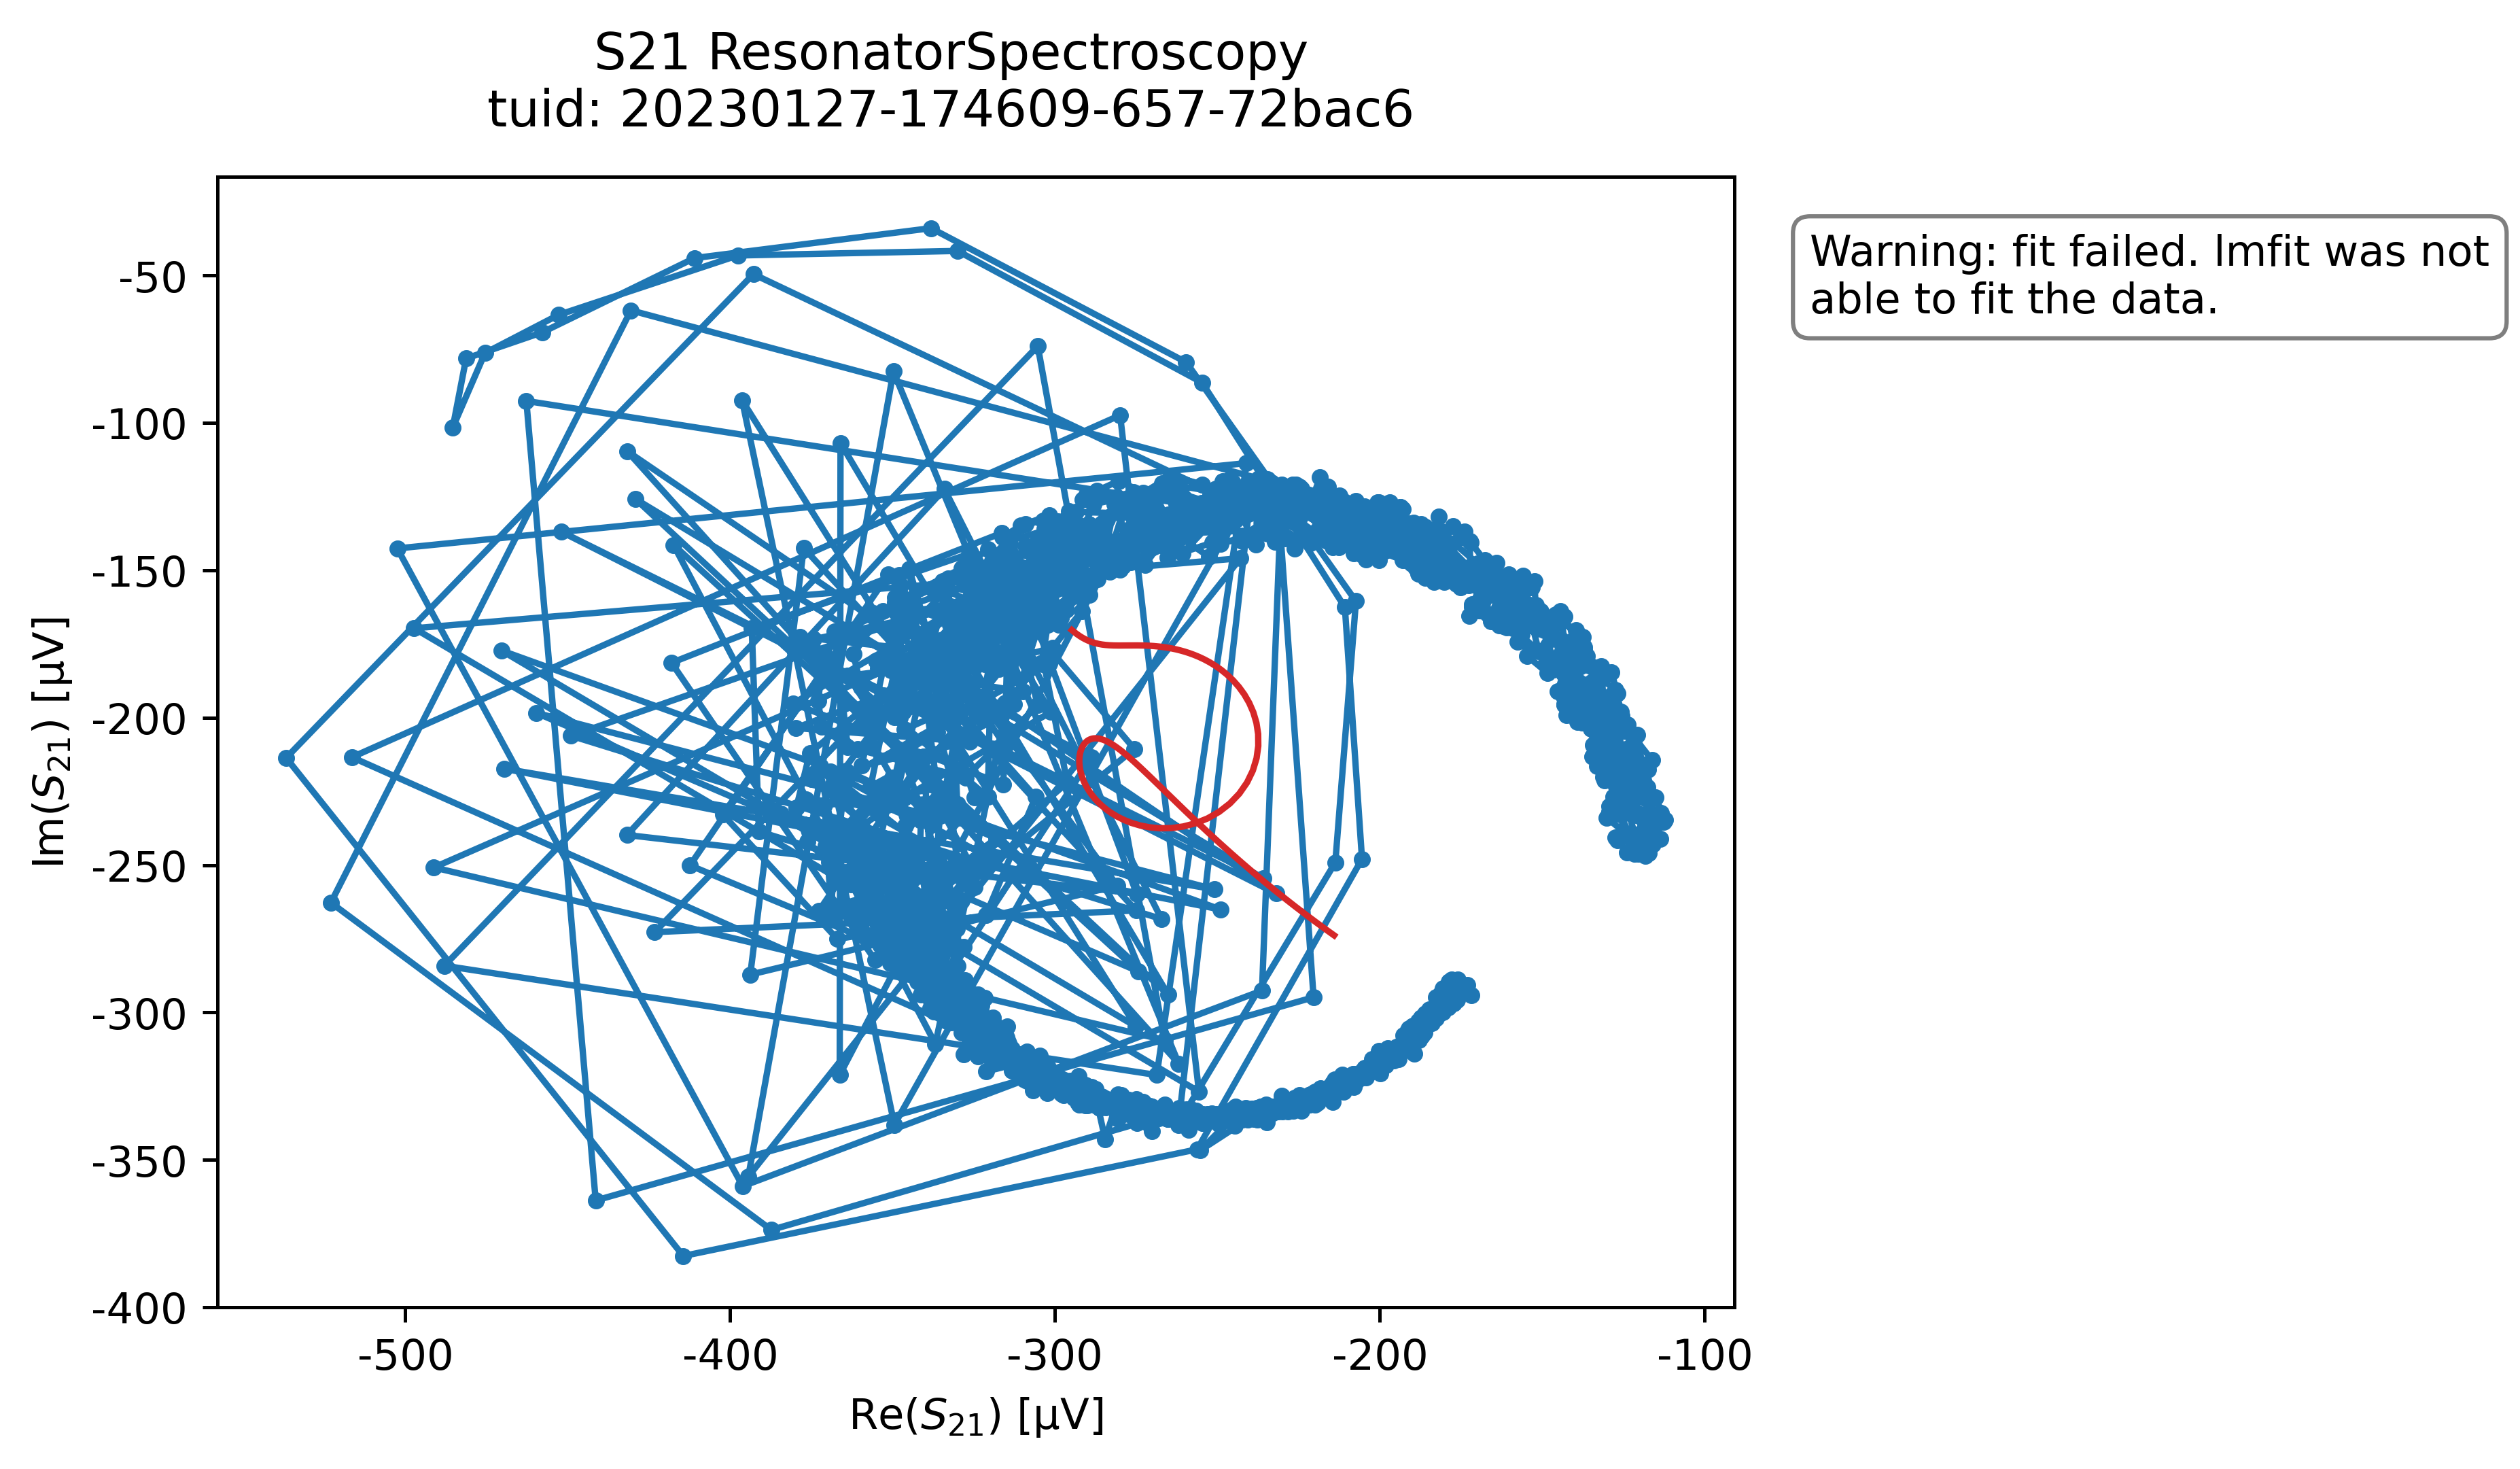 S21 ResonatorSpectroscopy
tuid: 20230127-174609-657-72bac6
Warning: fit failed. lmfit was not
able to fit the data.
-50
-100
-150
-200
-250
-300
-350
-400
Im(S₂₁) [µV]
-500 -400 -300 -200 -100
Re(S₂₁) [µV]